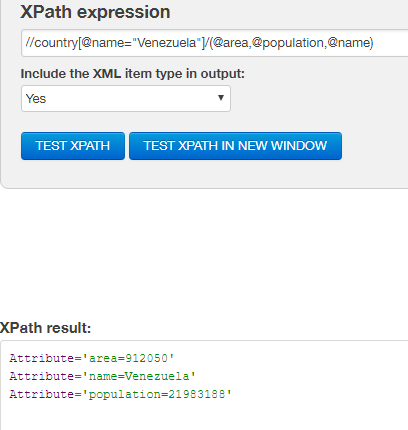 XPath expression
//country[@name="Venezuela"]/(@area,@population,@name)
Include the XML item type in output:
Yes
TEST XPATH TEST XPATH IN NEW WINDOW
XPath result:
Attribute='area=912050'
Attribute='name=Venezuela'
Attribute='population=21983188'